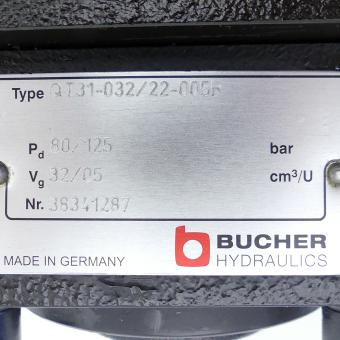 Type QT31-032/22-005R
Pd 80/125 bar
Vg 32/05 cm³/U
Nr. 38341287
BUCHER
HYDRAULICS
MADE IN GERMANY